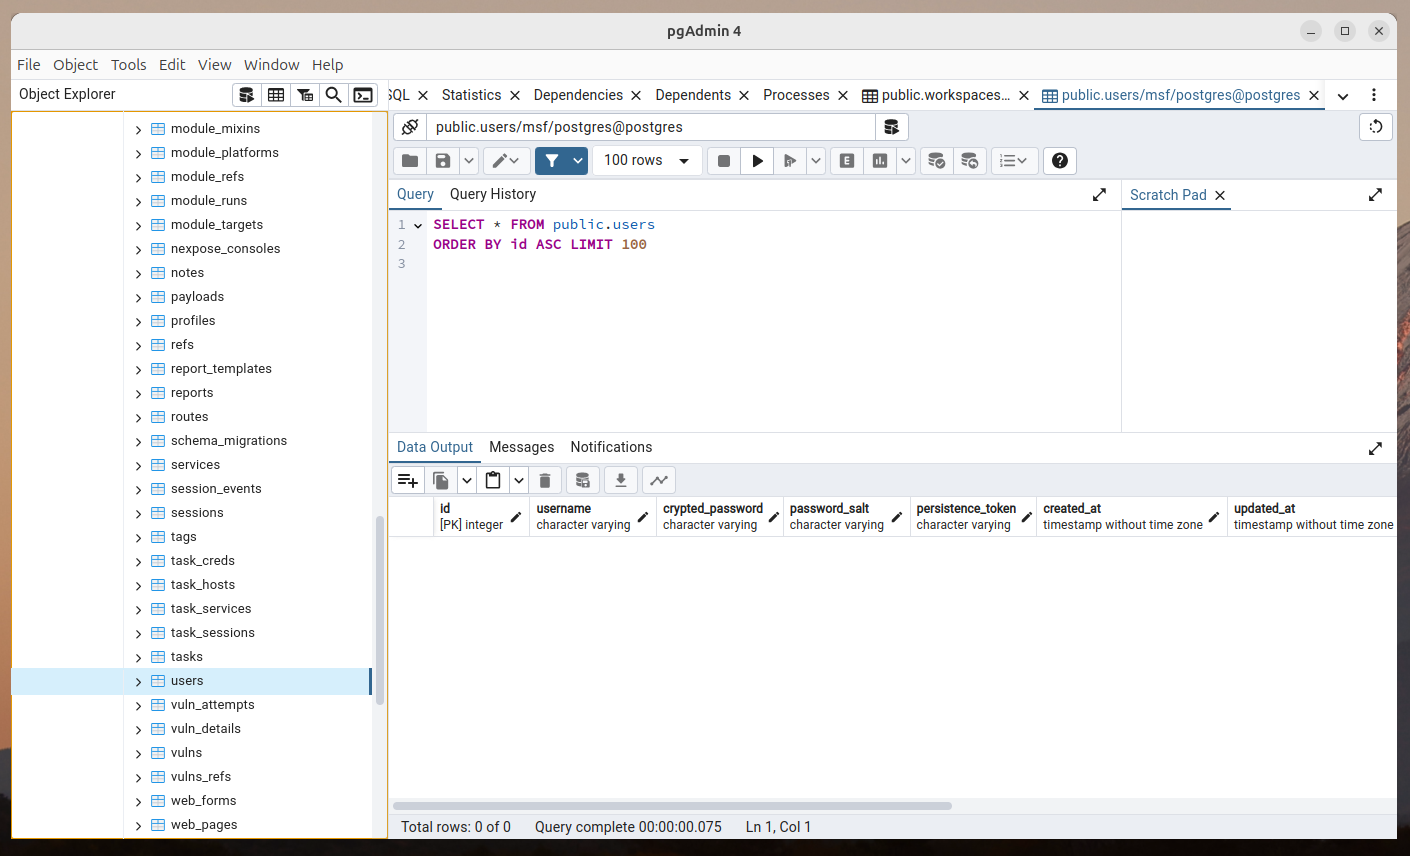 pgAdmin 4
File Object Tools Edit View Window Help
Object Explorer
SQL Statistics Dependencies Dependents Processes public.workspaces... public.users/msf/postgres@postgres
module_mixins
module_platforms
module_refs
module_runs
module_targets
nexpose_consoles
notes
payloads
profiles
refs
report_templates
reports
routes
schema_migrations
services
session_events
sessions
tags
task_creds
task_hosts
task_services
task_sessions
tasks
users
vuln_attempts
vuln_details
vulns
vulns_refs
web_forms
web_pages
public.users/msf/postgres@postgres
100 rows
E
Query Query History
Scratch Pad
1 SELECT * FROM public.users
2 ORDER BY id ASC LIMIT 100
3
Data Output Messages Notifications
id username crypted_password password_salt persistence_token created_at updated_at
[PK] integer character varying character varying character varying character varying timestamp without time zone timestamp without time zone
Total rows: 0 of 0 Query complete 00:00:00.075 Ln 1, Col 1